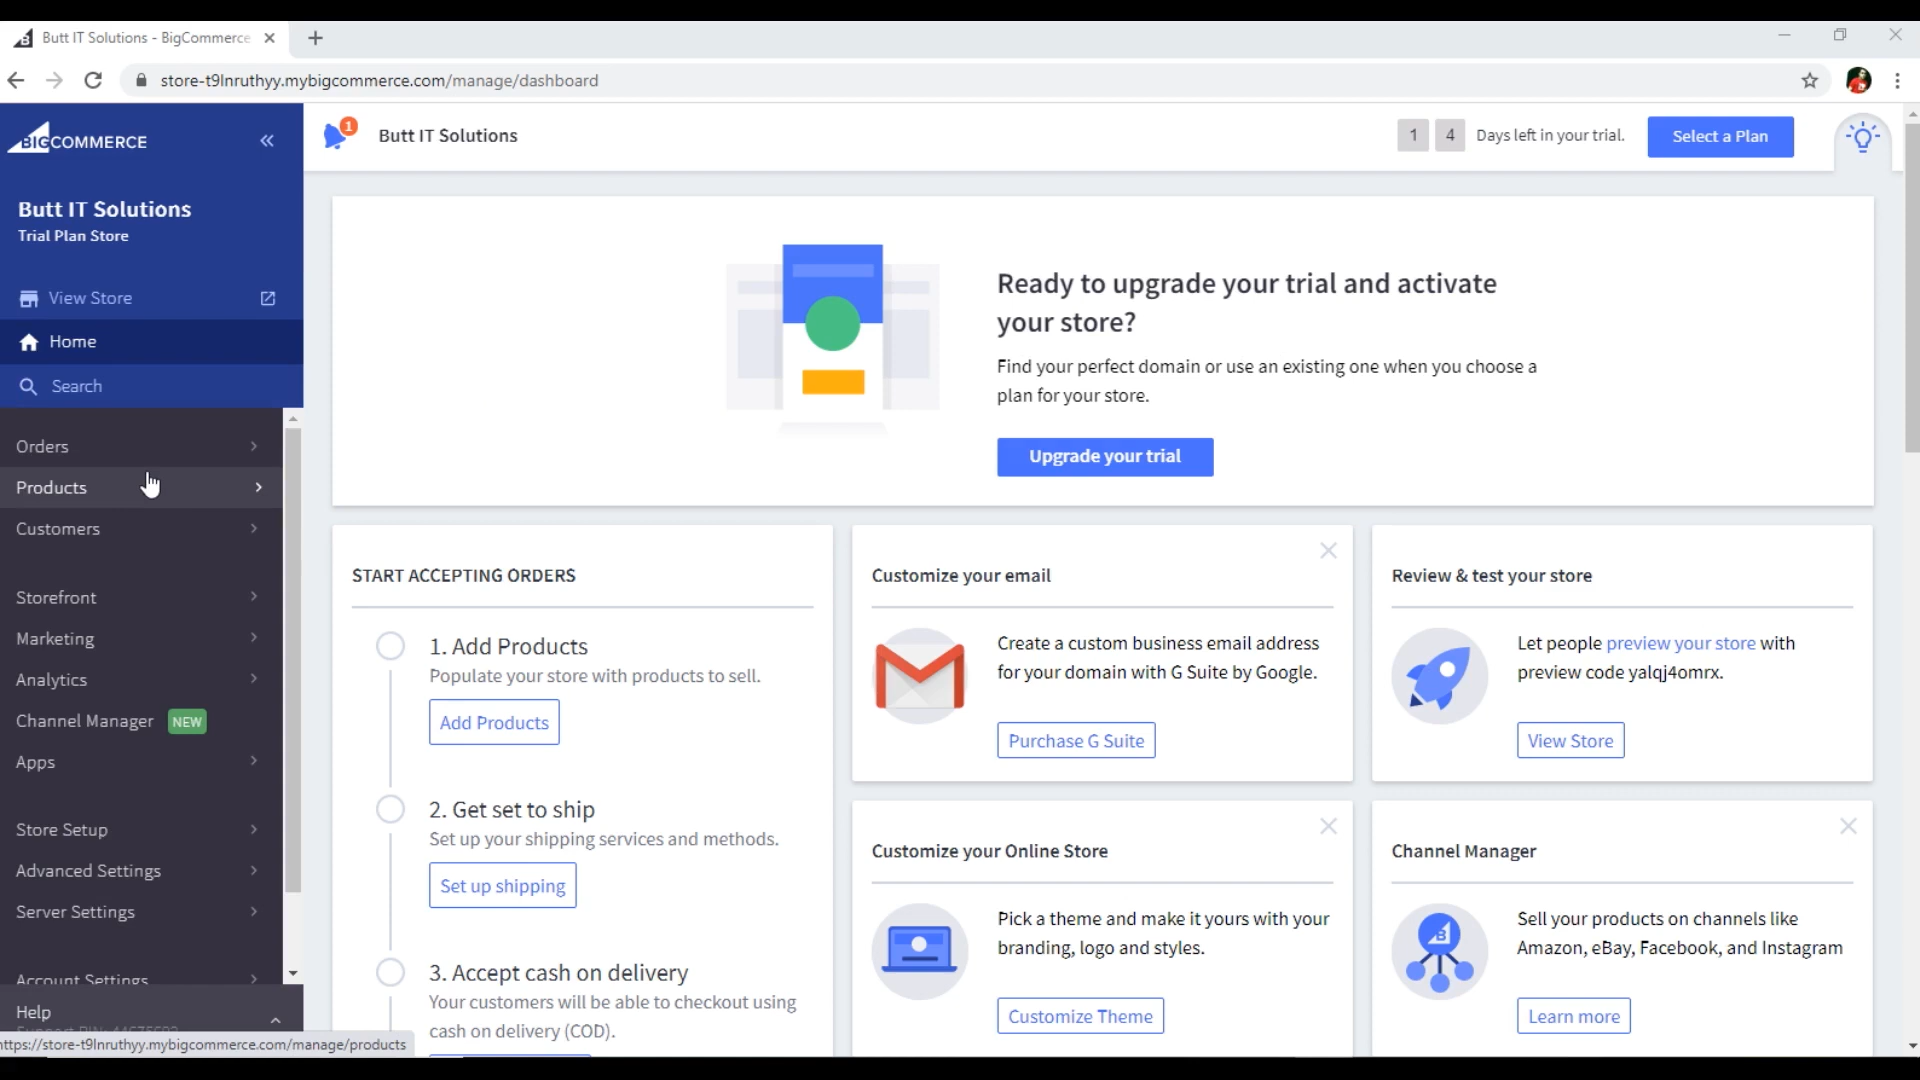 Butt IT Solutions - BigCommerce
store-t9lnruthyy.mybigcommerce.com/manage/dashboard
BIGCOMMERCE
1
Butt IT Solutions
1 4 Days left in your trial.
Select a Plan
Butt IT Solutions
Trial Plan Store
View Store
Home
Search
Orders
Products
Customers
Storefront
Marketing
Analytics
Channel Manager NEW
Apps
Store Setup
Advanced Settings
Server Settings
Account Settings
Help
https://store-t9lnruthyy.mybigcommerce.com/manage/products
Ready to upgrade your trial and activate
your store?
Find your perfect domain or use an existing one when you choose a
plan for your store.
Upgrade your trial
START ACCEPTING ORDERS
1. Add Products
Populate your store with products to sell.
Add Products
2. Get set to ship
Set up your shipping services and methods.
Set up shipping
3. Accept cash on delivery
Your customers will be able to checkout using
cash on delivery (COD).
Customize your email
Create a custom business email address
for your domain with G Suite by Google.
Purchase G Suite
Review & test your store
Let people preview your store with
preview code yalqj4omrx.
View Store
Customize your Online Store
Pick a theme and make it yours with your
branding, logo and styles.
Customize Theme
Channel Manager
B
Sell your products on channels like
Amazon, eBay, Facebook, and Instagram
Learn more